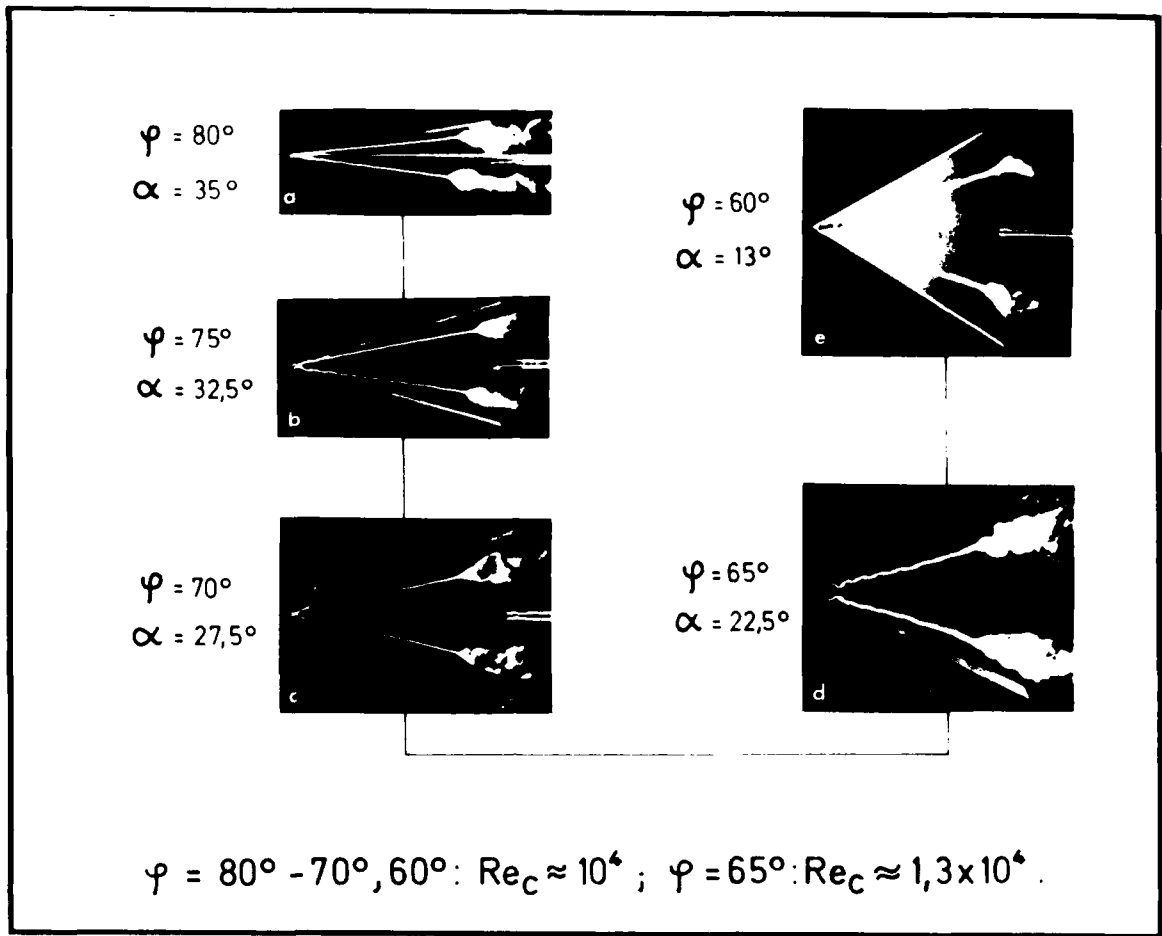 φ = 80°
α = 35°
a
φ = 75°
α = 32,5°
b
φ = 70°
α = 27,5°
c
φ = 60°
α = 13°
e
φ = 65°
α = 22,5°
d
φ = 80° - 70°, 60° : Re_c ≈ 10⁴ ; φ = 65° : Re_c ≈ 1,3 x 10⁴ .